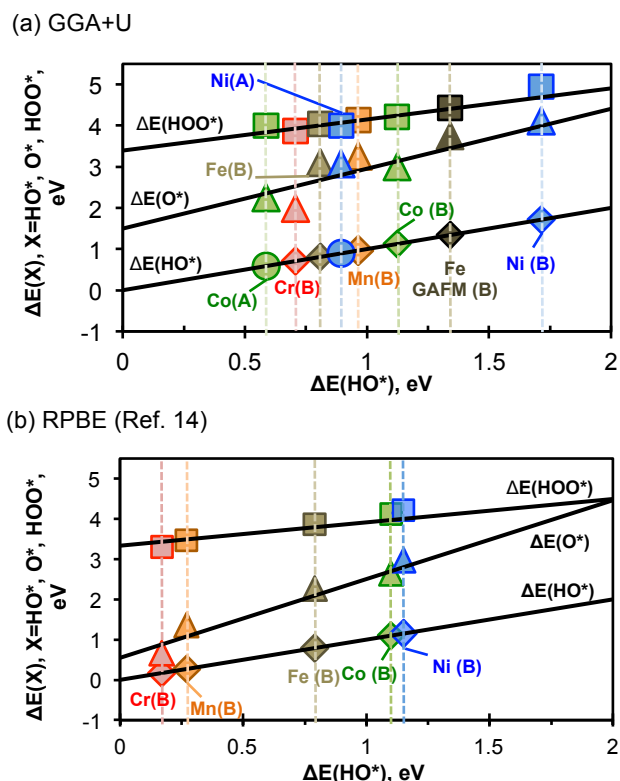 (a) GGA+U
ΔE(X), X=HO*, O*, HOO*,
eV
5
4
3
2
1
0
-1
ΔE(HOO*)
ΔE(O*)
ΔE(HO*)
Ni(A)
Fe(B)
Co(A)
Cr(B)
Mn(B)
Co (B)
Fe
GAFM (B)
Ni (B)
0
0.5
1
1.5
2
ΔE(HO*), eV
(b) RPBE (Ref. 14)
ΔE(X), X=HO*, O*, HOO*,
eV
5
4
3
2
1
0
-1
ΔE(HOO*)
ΔE(O*)
ΔE(HO*)
Cr(B)
Mn(B)
Fe (B)
Co (B)
Ni (B)
0
0.5
1
1.5
2
ΔE(HO*), eV